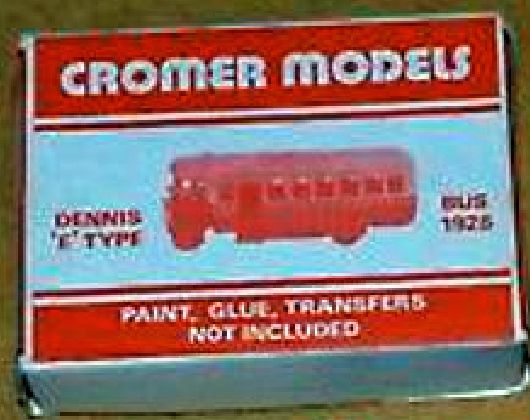 CROMER MODELS
DENNIS
'E' TYPE
BUS
1925
PAINT, GLUE, TRANSFERS
NOT INCLUDED